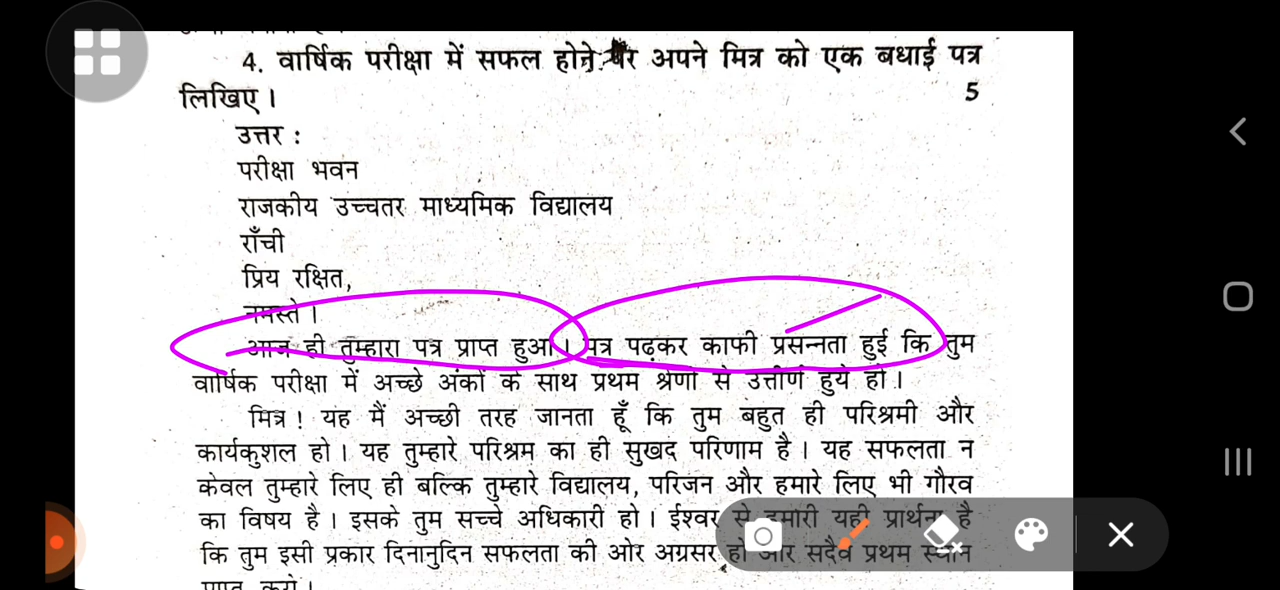 4. वार्षिक परीक्षा में सफल होने पर अपने मित्र को एक बधाई पत्र
लिखिए । 5
उत्तर :
परीक्षा भवन
राजकीय उच्चतर माध्यमिक विद्यालय
राँची
प्रिय रक्षित,
नमस्ते ।
आज ही तुम्हारा पत्र प्राप्त हुआ । पत्र पढ़कर काफी प्रसन्नता हुई कि तुम
वार्षिक परीक्षा में अच्छे अंकों के साथ प्रथम श्रेणी से उत्तीर्ण हुये हो ।
मित्र ! यह मैं अच्छी तरह जानता हूँ कि तुम बहुत ही परिश्रमी और
कार्यकुशल हो । यह तुम्हारे परिश्रम का ही सुखद परिणाम है । यह सफलता न
केवल तुम्हारे लिए ही बल्कि तुम्हारे विद्यालय, परिजन और हमारे लिए भी गौरव
का विषय है । इसके तुम सच्चे अधिकारी हो । ईश्वर से हमारी यही प्रार्थना है
कि तुम इसी प्रकार दिनानुदिन सफलता की ओर अग्रसर हो और सदैव प्रथम स्थान